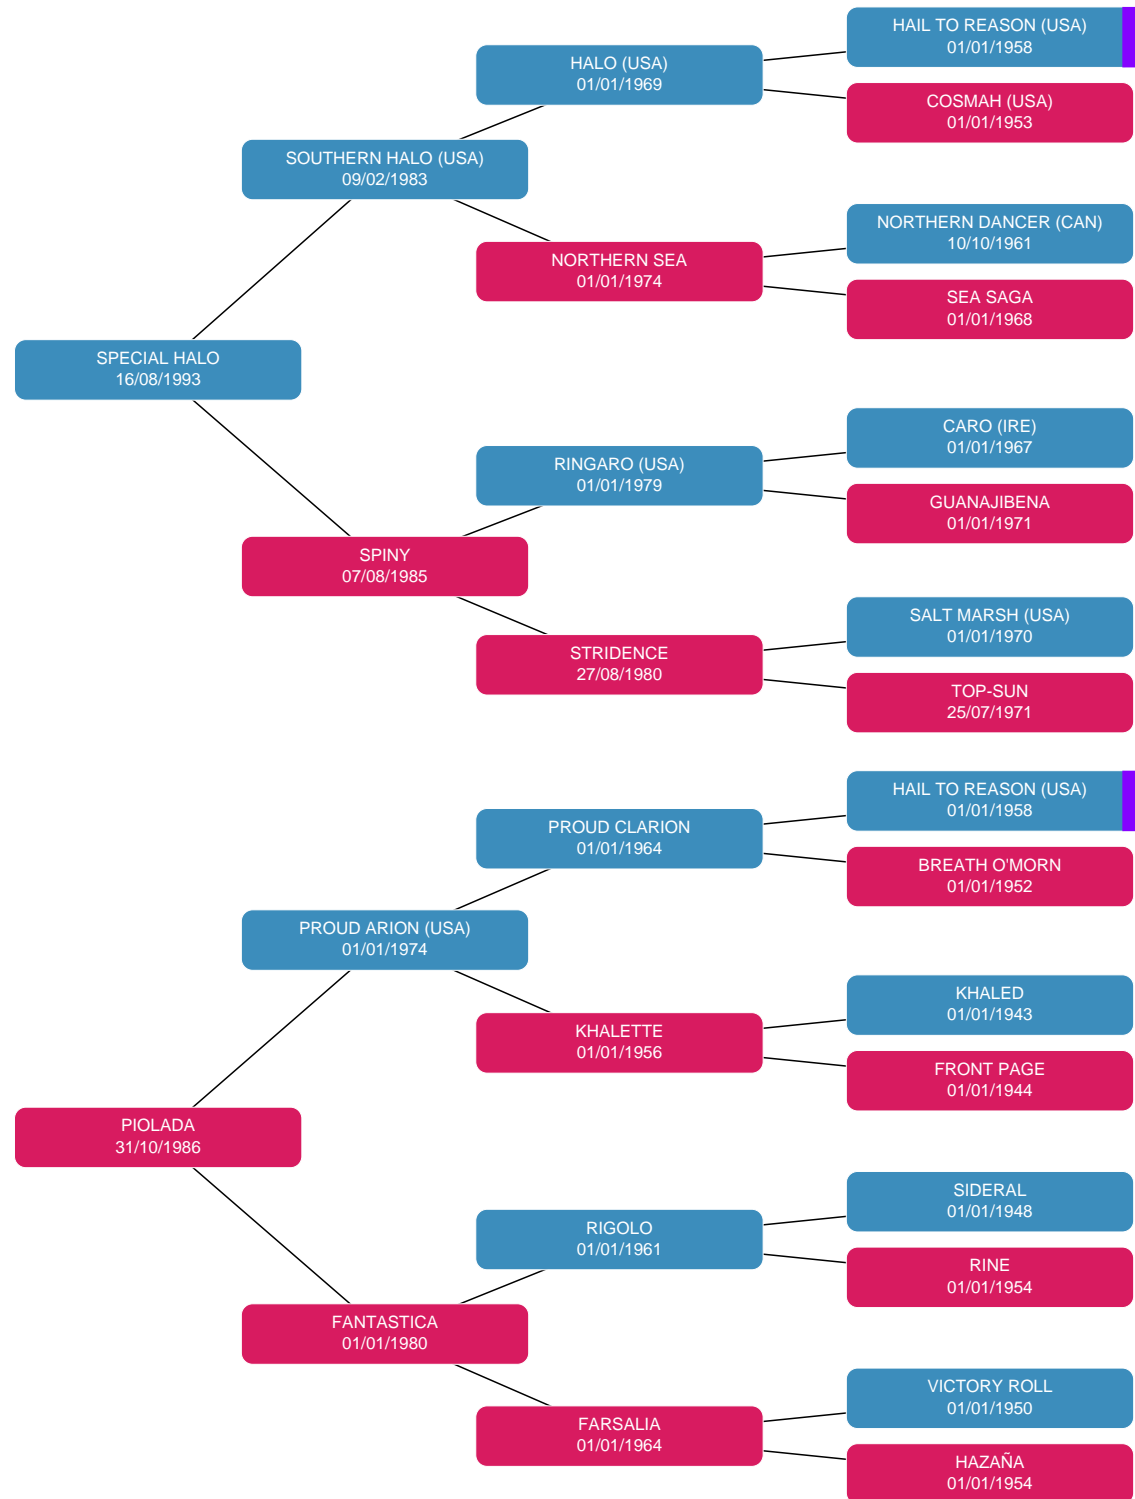 HAIL TO REASON (USA)
01/01/1958
HALO (USA)
01/01/1969
COSMAH (USA)
01/01/1953
SOUTHERN HALO (USA)
09/02/1983
NORTHERN DANCER (CAN)
10/10/1961
NORTHERN SEA
01/01/1974
SEA SAGA
01/01/1968
SPECIAL HALO
16/08/1993
CARO (IRE)
01/01/1967
RINGARO (USA)
01/01/1979
GUANAJIBENA
01/01/1971
SPINY
07/08/1985
SALT MARSH (USA)
01/01/1970
STRIDENCE
27/08/1980
TOP-SUN
25/07/1971
HAIL TO REASON (USA)
01/01/1958
PROUD CLARION
01/01/1964
BREATH O'MORN
01/01/1952
PROUD ARION (USA)
01/01/1974
KHALED
01/01/1943
KHALETTE
01/01/1956
FRONT PAGE
01/01/1944
PIOLADA
31/10/1986
SIDERAL
01/01/1948
RIGOLO
01/01/1961
RINE
01/01/1954
FANTASTICA
01/01/1980
VICTORY ROLL
01/01/1950
FARSALIA
01/01/1964
HAZAÑA
01/01/1954